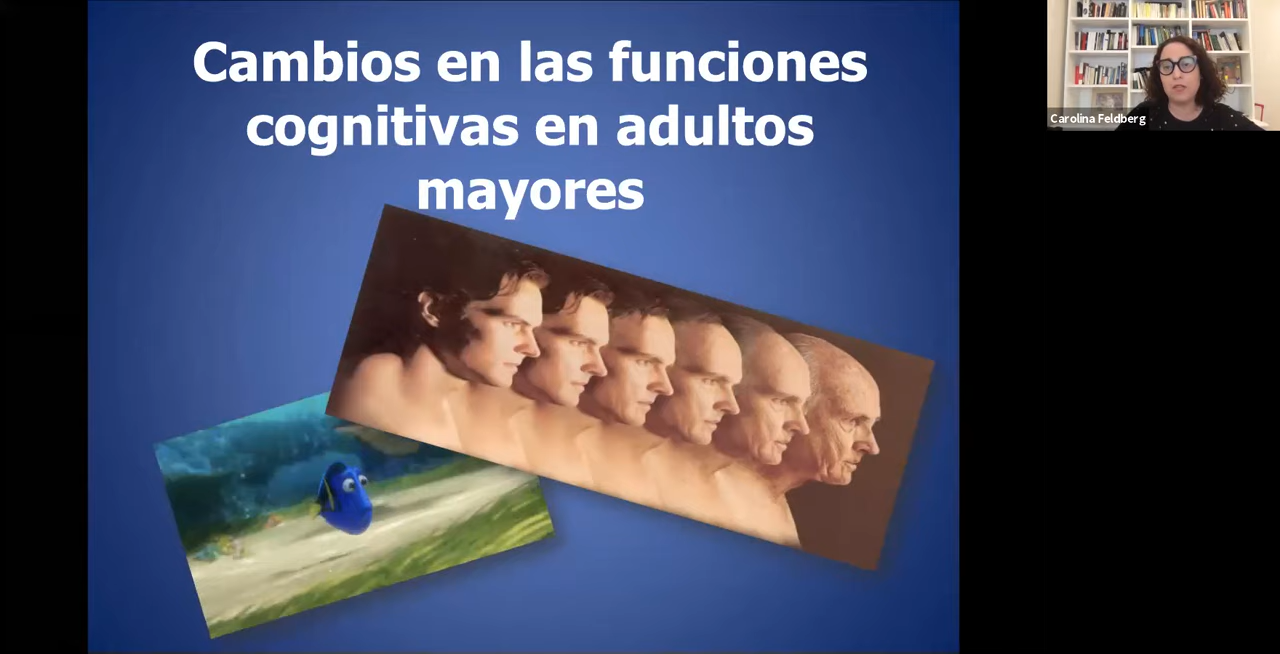 Cambios en las funciones
cognitivas en adultos
mayores
Carolina Feldberg